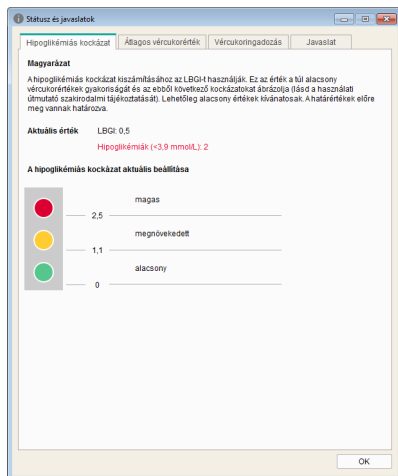 Státusz és javaslatok
Hipoglikémiás kockázat
Átlagos vércukorérték
Vércukoringadozás
Javaslat
Magyarázat
A hipoglikémiás kockázat kiszámításához az LBGI-t használják. Ez az érték a túl alacsony
vércukorértékek gyakoriságát és az ebből következő kockázatokat ábrázolja (lásd a használati
útmutató szakirodalmi tájékoztatását). Lehetőleg alacsony értékek kívánatosak. A határértékek előre
meg vannak határozva.
Aktuális érték LBGI: 0,5
Hipoglikémiák (<3,9 mmol/L): 2
A hipoglikémiás kockázat aktuális beállítása
magas
2,5
megnövekedett
1,1
alacsony
0
OK